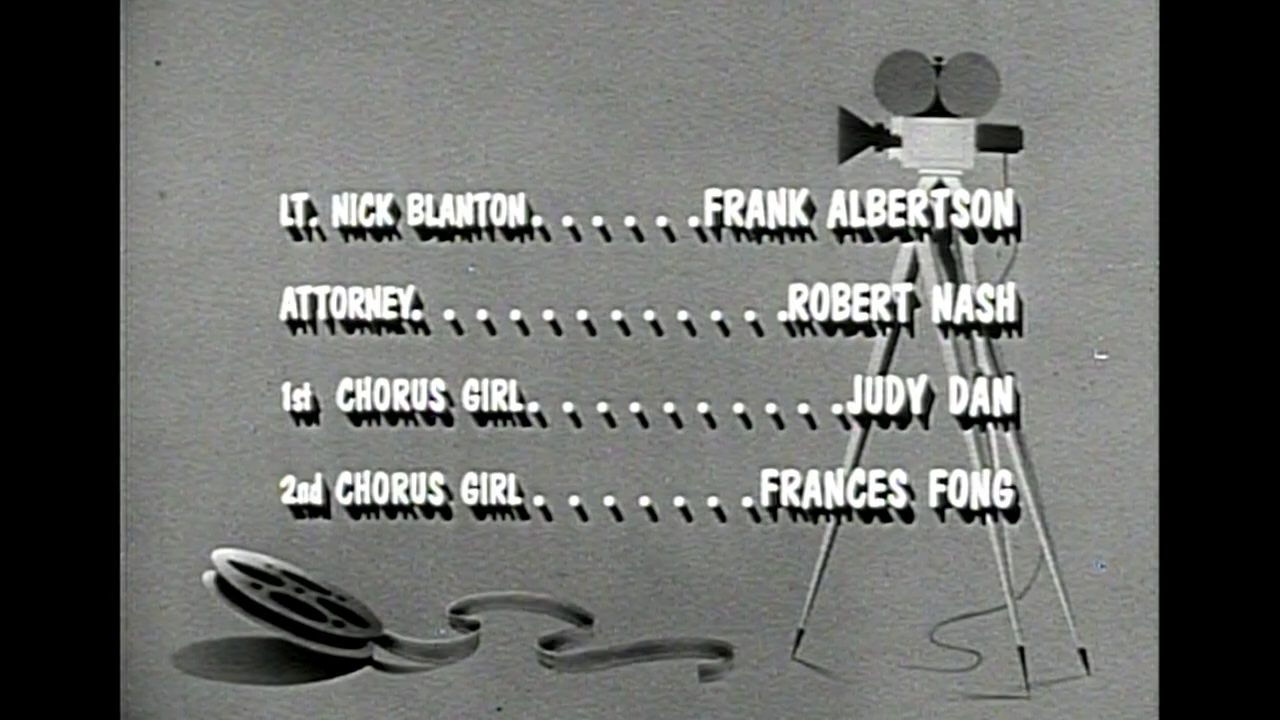 LT. NICK BLANTON. . . . . . FRANK ALBERTSON
ATTORNEY. . . . . . . . . . . . ROBERT NASH
1st CHORUS GIRL. . . . . . . . . . JUDY DAN
2nd CHORUS GIRL. . . . . . . FRANCES FONG